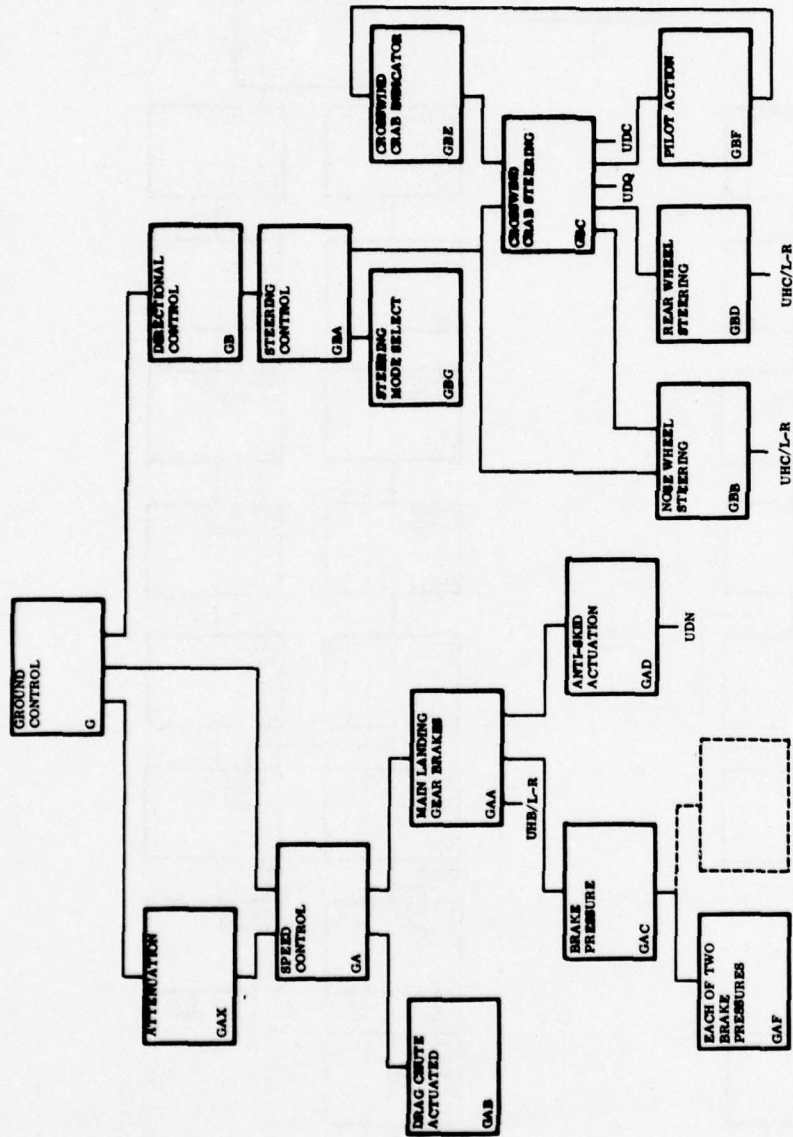 GROUND
CONTROL
G
ATTENUATION
GAX
SPEED
CONTROL
GA
DRAG CHUTE
ACTUATED
GAB
MAIN LANDING
GEAR BRAKES
GAA
UHB/L-R
BRAKE
PRESSURE
GAC
EACH OF TWO
BRAKE
PRESSURES
GAF
ANTI-SKID
ACTUATION
GAD
UDN
DIRECTIONAL
CONTROL
GB
STEERING
CONTROL
GBA
STEERING
MODE SELECT
GBG
CROSSWIND
CRAB INDICATOR
GBE
CROSSWIND
CRAB STEERING
GBC
UDQ
UDC
NOSE WHEEL
STEERING
GBB
UHC/L-R
REAR WHEEL
STEERING
GBD
UHC/L-R
PILOT ACTION
GBF